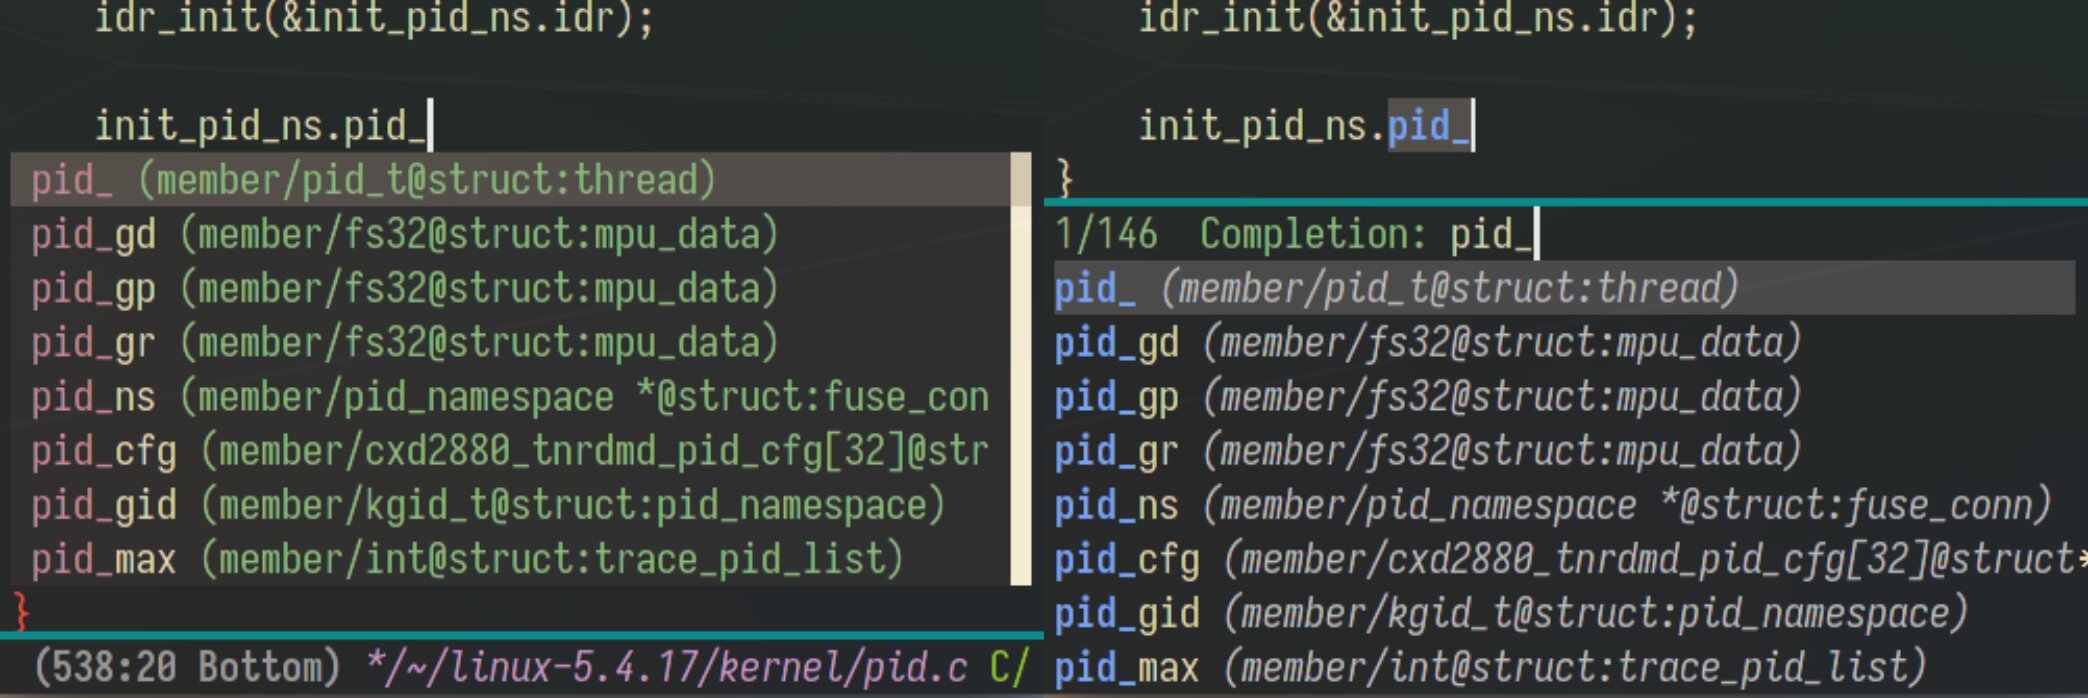 idr_init(&init_pid_ns.idr);
init_pid_ns.pid_
pid_ (member/pid_t@struct:thread)
pid_gd (member/fs32@struct:mpu_data)
pid_gp (member/fs32@struct:mpu_data)
pid_gr (member/fs32@struct:mpu_data)
pid_ns (member/pid_namespace *@struct:fuse_con
pid_cfg (member/cxd2880_tnrdmd_pid_cfg[32]@str
pid_gid (member/kgid_t@struct:pid_namespace)
pid_max (member/int@struct:trace_pid_list)
}
(538:20 Bottom) */~/linux-5.4.17/kernel/pid.c C/
idr_init(&init_pid_ns.idr);
init_pid_ns.pid_
}
1/146 Completion: pid_
pid_ (member/pid_t@struct:thread)
pid_gd (member/fs32@struct:mpu_data)
pid_gp (member/fs32@struct:mpu_data)
pid_gr (member/fs32@struct:mpu_data)
pid_ns (member/pid_namespace *@struct:fuse_conn)
pid_cfg (member/cxd2880_tnrdmd_pid_cfg[32]@struct*
pid_gid (member/kgid_t@struct:pid_namespace)
pid_max (member/int@struct:trace_pid_list)